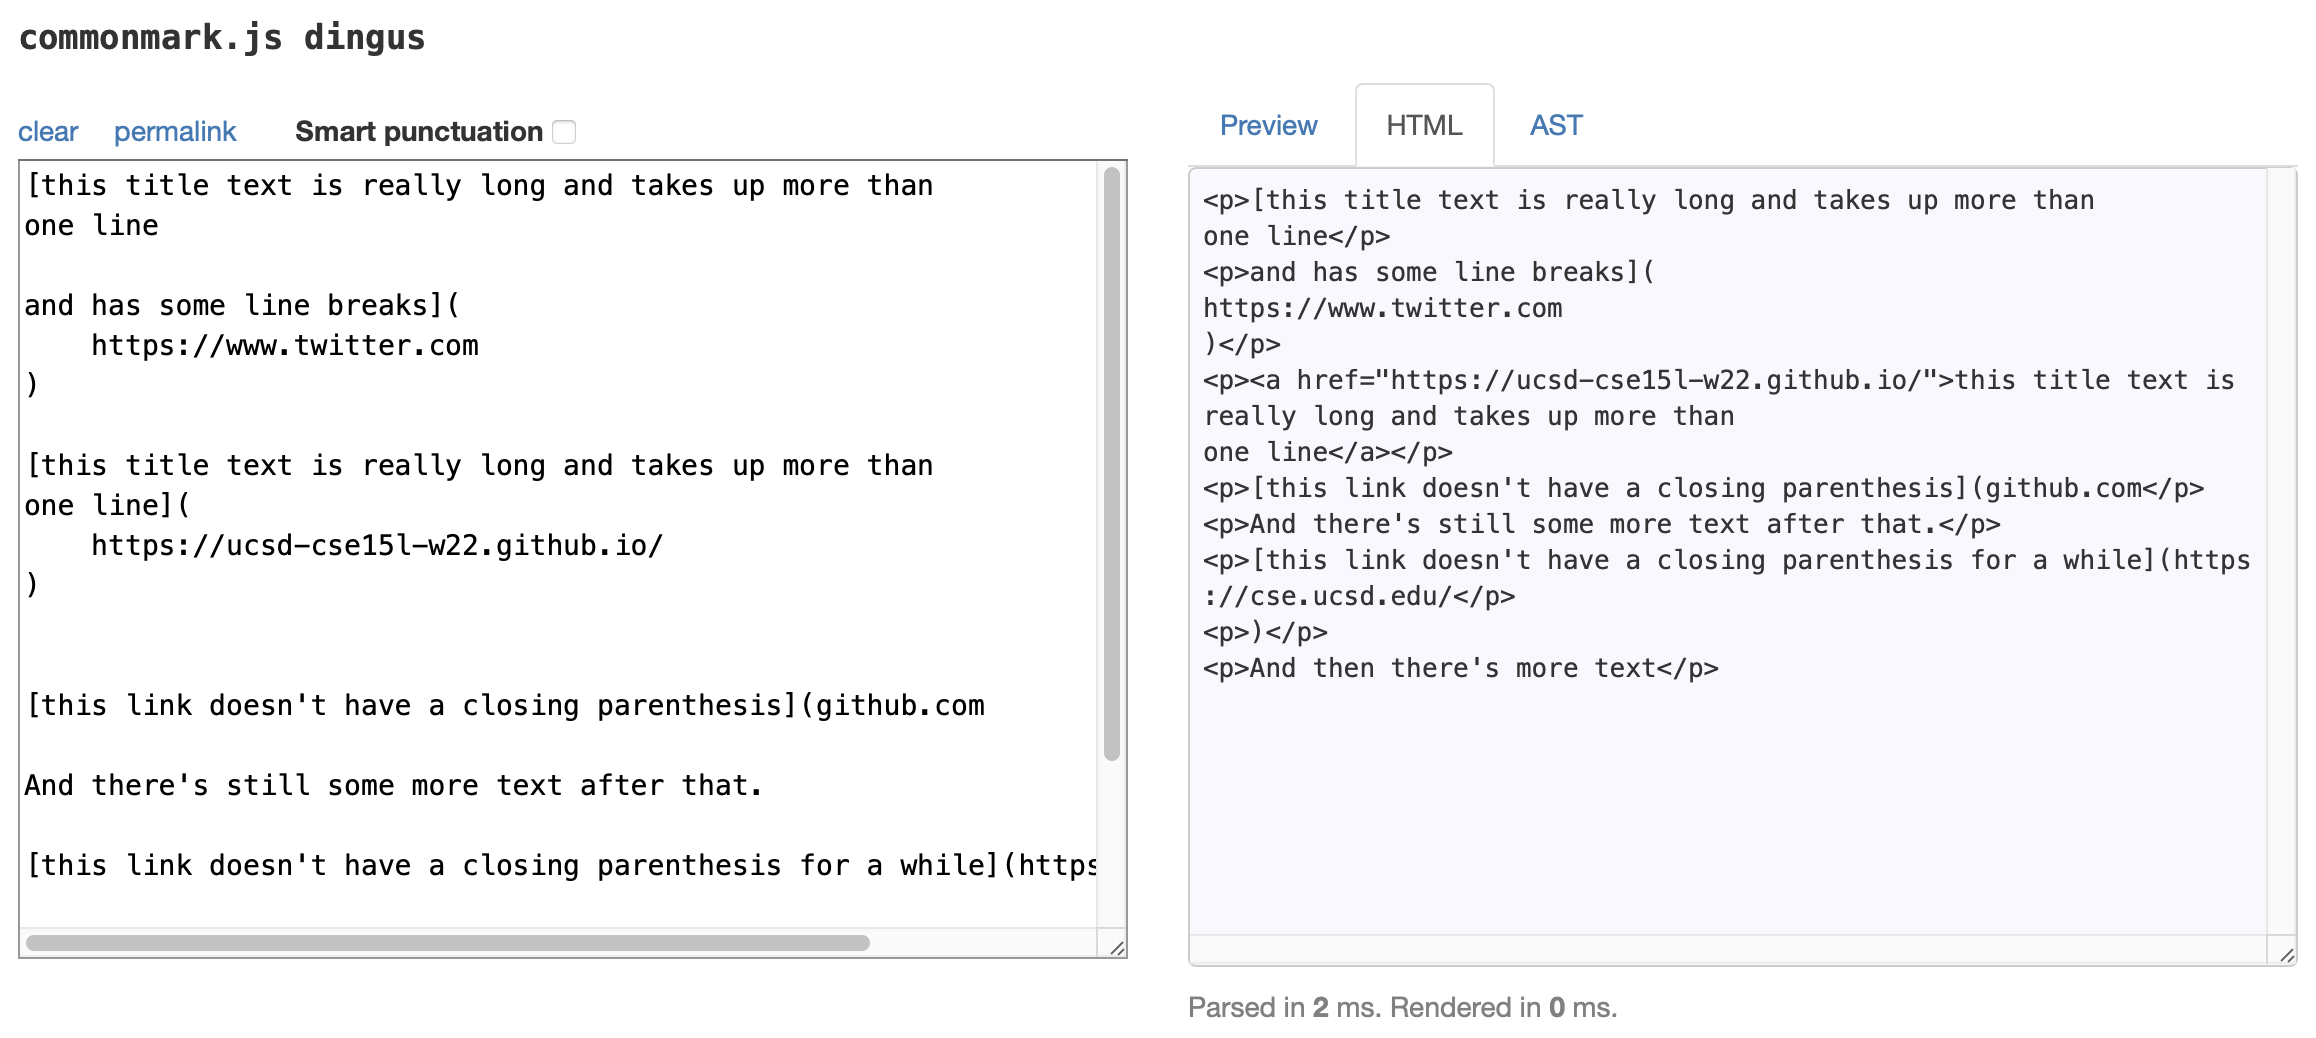 commonmark.js dingus
clear permalink Smart punctuation
[this title text is really long and takes up more than
one line
and has some line breaks](
    https://www.twitter.com
)
[this title text is really long and takes up more than
one line](
    https://ucsd-cse15l-w22.github.io/
)
[this link doesn't have a closing parenthesis](github.com
And there's still some more text after that.
[this link doesn't have a closing parenthesis for a while](https
Preview HTML AST
<p>[this title text is really long and takes up more than
one line</p>
<p>and has some line breaks](
https://www.twitter.com
)</p>
<p><a href="https://ucsd-cse15l-w22.github.io/">this title text is
really long and takes up more than
one line</a></p>
<p>[this link doesn't have a closing parenthesis](github.com</p>
<p>And there's still some more text after that.</p>
<p>[this link doesn't have a closing parenthesis for a while](https
://cse.ucsd.edu/</p>
<p>)</p>
<p>And then there's more text</p>
Parsed in 2 ms. Rendered in 0 ms.